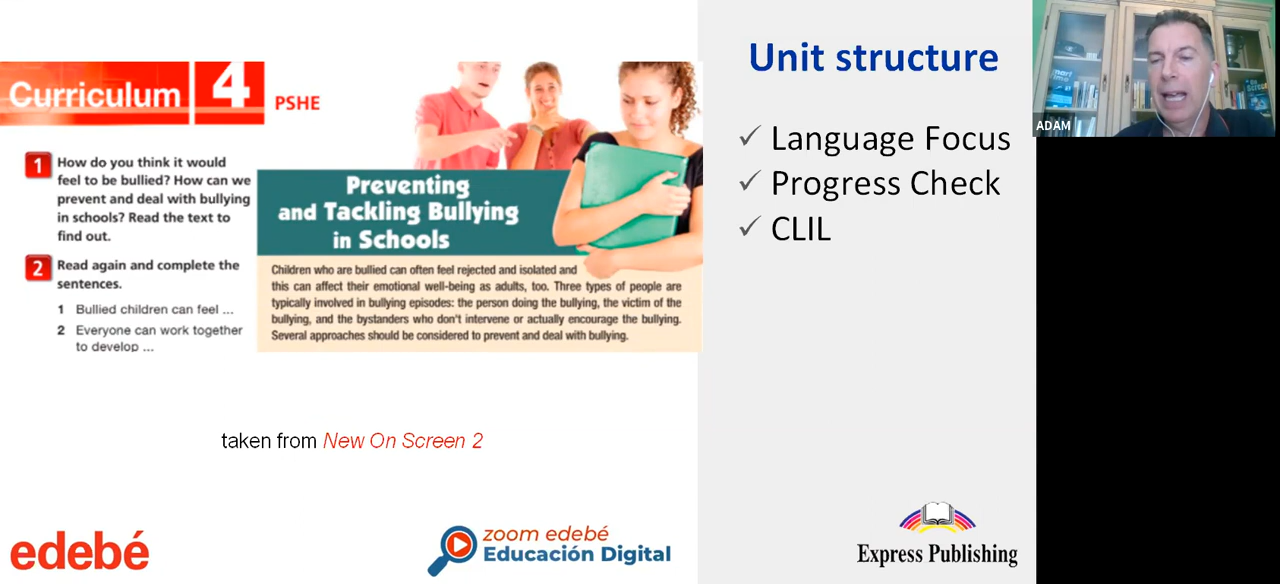 Curriculum 4 PSHE
1 How do you think it would
feel to be bullied? How can we
prevent and deal with bullying
in schools? Read the text to
find out.
2 Read again and complete the
sentences.
1 Bullied children can feel ...
2 Everyone can work together
to develop ...
Preventing
and Tackling Bullying
in Schools
Children who are bullied can often feel rejected and isolated and
this can affect their emotional well-being as adults, too. Three types of people are
typically involved in bullying episodes: the person doing the bullying, the victim of the
bullying, and the bystanders who don't intervene or actually encourage the bullying.
Several approaches should be considered to prevent and deal with bullying.
taken from New On Screen 2
edebé
zoom edebé
Educación Digital
Unit structure
✓ Language Focus
✓ Progress Check
✓ CLIL
Express Publishing
ADAM